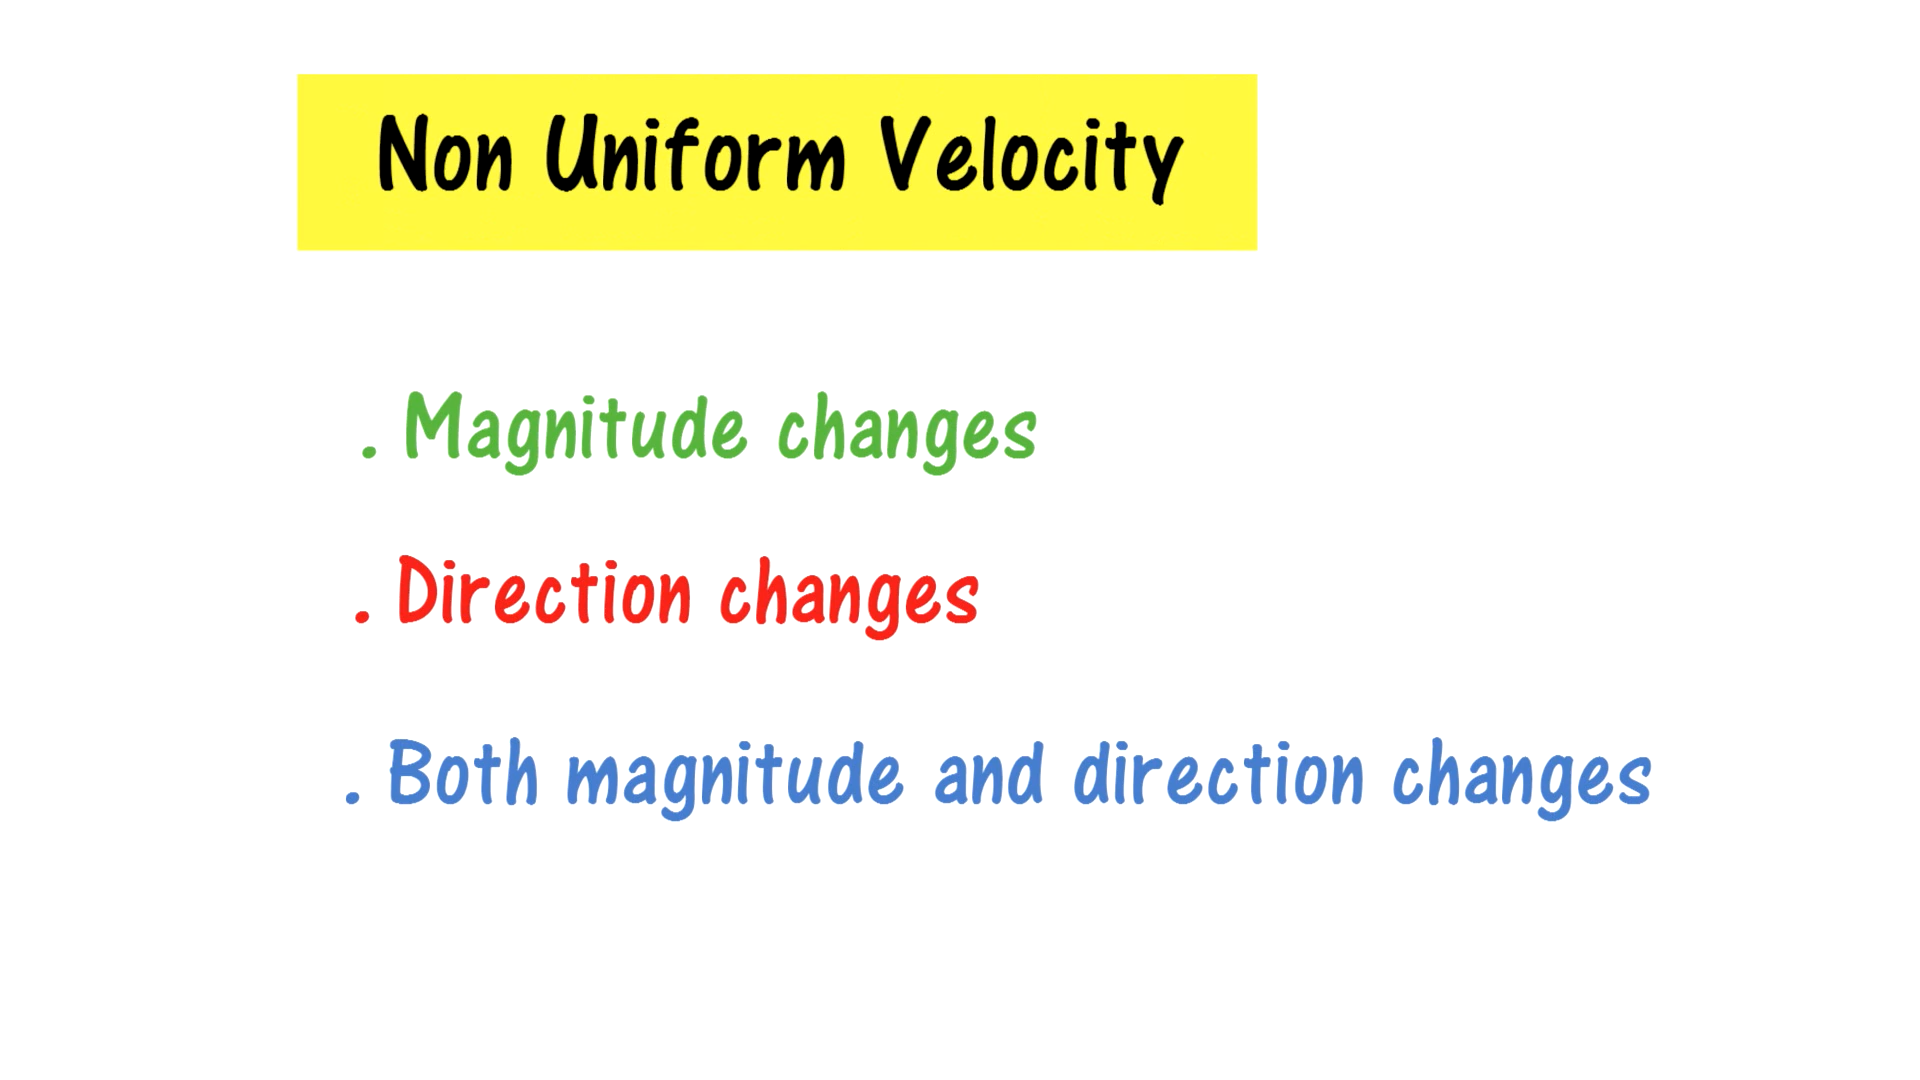 Non Uniform Velocity
. Magnitude changes
. Direction changes
. Both magnitude and direction changes